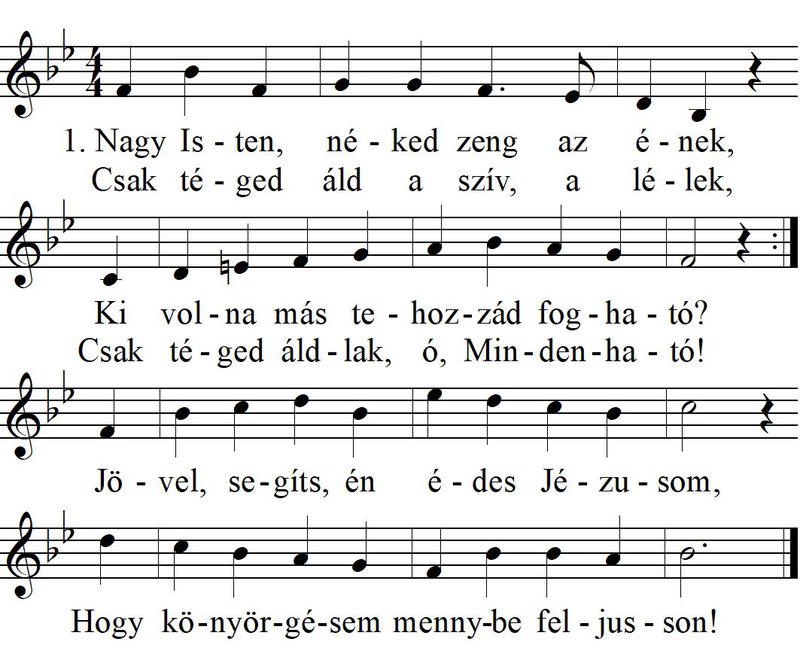 4
4
1. Nagy Is - ten, né - ked zeng az é - nek,
Csak té - ged áld a szív, a lé - lek,
Ki vol - na más te - hoz - zád fog - ha - tó?
Csak té - ged áld - lak, ó, Min - den - ha - tó!
Jö - vel, se - gíts, én é - des Jé - zu - som,
Hogy kö - nyör - gé - sem menny - be fel - jus - son!